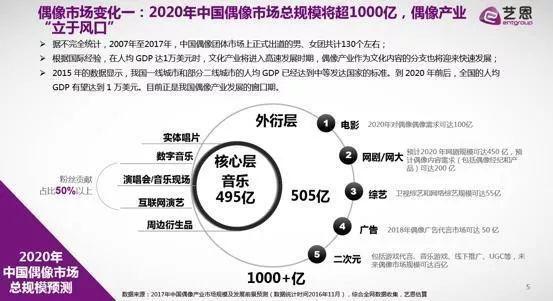 偶像市场变化一：2020年中国偶像市场总规模将超1000亿，偶像产业
“立于风口”
艺恩
entgroup
➤ 据不完全统计，2007年至2017年，中国偶像团体市场上正式出道的男、女团共计130个左右；
➤ 根据国际经验，在人均 GDP 达1万美元时，文化产业将进入高速发展时期，偶像产业作为文化内容的分支也将迎来快速发展；
➤ 2015 年的数据显示，我国一线城市和部分二线城市的人均 GDP 已经达到中等发达国家的标准。到 2020 年前后，全国的人均
GDP 有望达到 1 万美元。目前正是我国偶像产业发展的窗口期。
粉丝贡献
占比50%以上
实体唱片
数字音乐
演唱会/音乐现场
互联网演艺
周边衍生品
核心层
音乐
495亿
外衍层
505亿
1000+亿
1 电影 2020年对偶像偶像需求可达100亿
2 网剧/网大 预计2020 年网剧规模可达450 亿，预
计偶像内容需求（包括偶像经纪和产
品）可达200 亿
3 综艺 卫视综艺和网络综艺规模可达55亿
4 广告 2018年偶像广告代言市场可达 50 亿
5 二次元 包括游戏代言、音乐游戏、线下推广、UGC等，未
来偶像市场规模可达百亿
2020年
中国偶像市场
总规模预测
数据来源：2017年中国偶像产业市场规模及发展前景预测（数据统计时间2016年11月），综合全网数据收集，艺恩估算
5